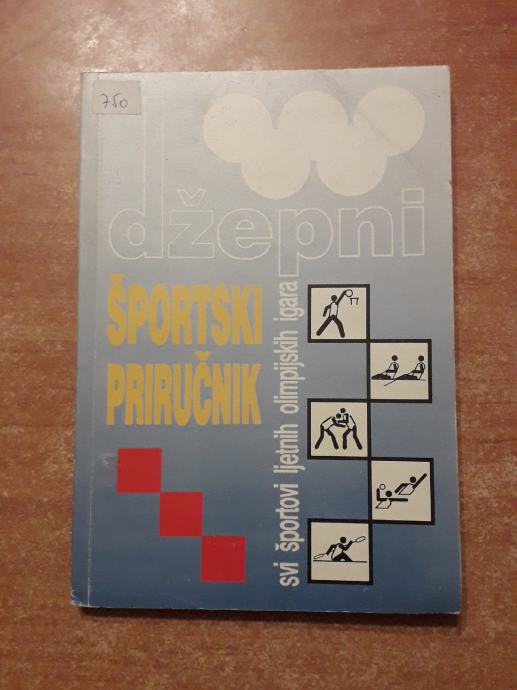 750
džepni
ŠPORTSKI
PRIRUČNIK
svi športovi ljetnih olimpijskih igara